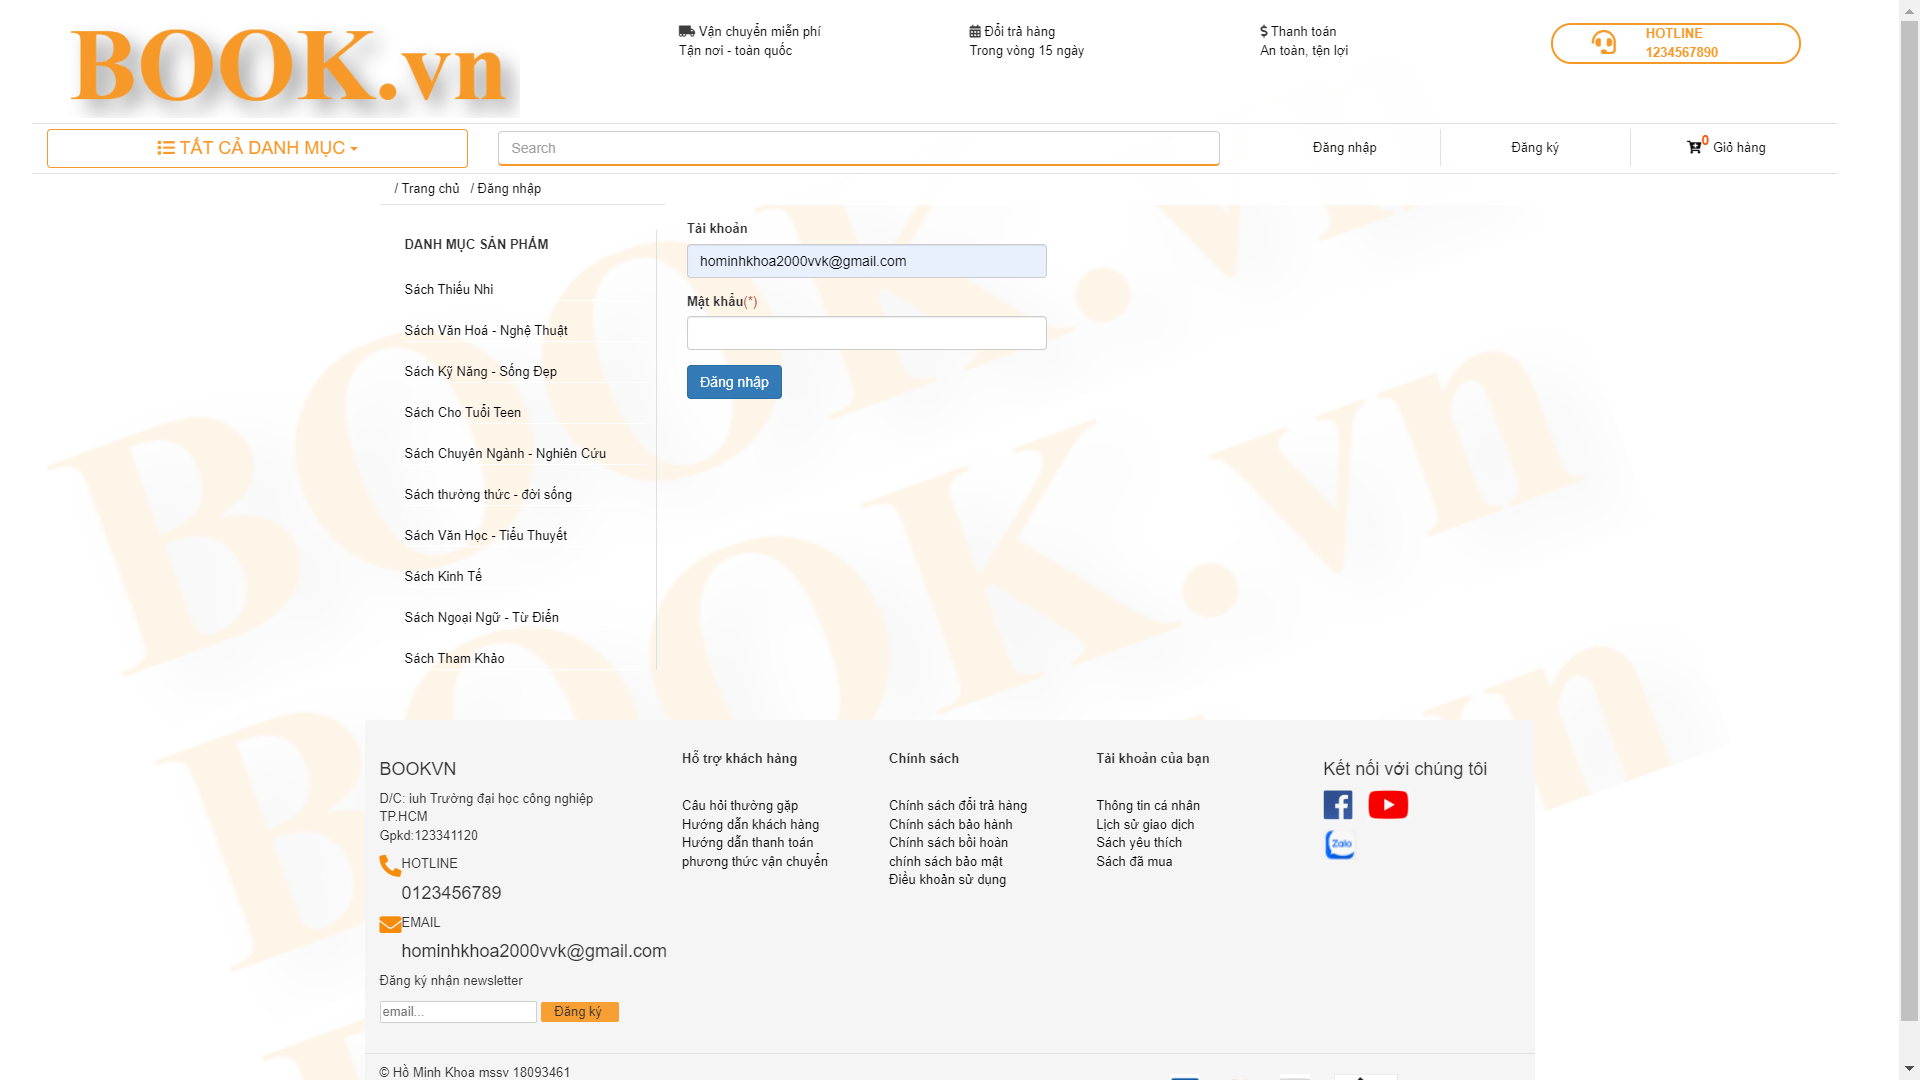 BOOK.vn
Vận chuyển miễn phí
Tận nơi - toàn quốc
Đổi trả hàng
Trong vòng 15 ngày
Thanh toán
An toàn, tện lợi
HOTLINE
1234567890
TẤT CẢ DANH MỤC
Search
Đăng nhập
Đăng ký
0 Giỏ hàng
/ Trang chủ / Đăng nhập
DANH MỤC SẢN PHẨM
Sách Thiếu Nhi
Sách Văn Hoá - Nghệ Thuật
Sách Kỹ Năng - Sống Đẹp
Sách Cho Tuổi Teen
Sách Chuyên Ngành - Nghiên Cứu
Sách thường thức - đời sống
Sách Văn Học - Tiểu Thuyết
Sách Kinh Tế
Sách Ngoại Ngữ - Từ Điển
Sách Tham Khảo
Tài khoản
hominhkhoa2000vvk@gmail.com
Mật khẩu(*)
Đăng nhập
BOOK.vn
BOOK.vn
BOOKVN
D/C: iuh Trường đại học công nghiệp
TP.HCM
Gpkd:123341120
HOTLINE
0123456789
EMAIL
hominhkhoa2000vvk@gmail.com
Đăng ký nhận newsletter
email...
Đăng ký
Hỗ trợ khách hàng
Câu hỏi thường gặp
Hướng dẫn khách hàng
Hướng dẫn thanh toán
phương thức vận chuyển
Chính sách
Chính sách đổi trả hàng
Chính sách bảo hành
Chính sách bồi hoàn
chính sách bảo mật
Điều khoản sử dụng
Tài khoản của bạn
Thông tin cá nhân
Lịch sử giao dịch
Sách yêu thích
Sách đã mua
Kết nối với chúng tôi
Zalo
© Hồ Minh Khoa mssv 18093461